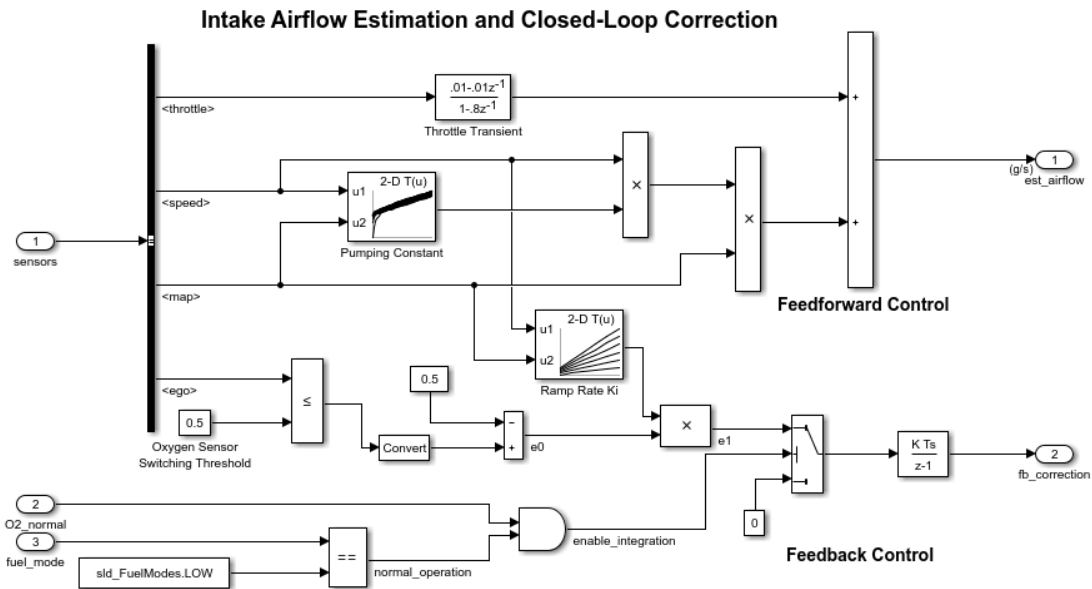 Intake Airflow Estimation and Closed-Loop Correction
.01-.01z-1
1-.8z-1
<throttle>
Throttle Transient
+
2-D T(u)
u1
u2
<speed>
Pumping Constant
×
×
1
(g/s)
est_airflow
+
1
sensors
<map>
Feedforward Control
2-D T(u)
u1
u2
Ramp Rate Ki
<ego>
≤
0.5
0.5
Oxygen Sensor
Switching Threshold
Convert
−
+
e0
×
e1
K Ts
z-1
2
fb_correction
2
O2_normal
3
fuel_mode
==
sld_FuelModes.LOW
normal_operation
enable_integration
0
Feedback Control